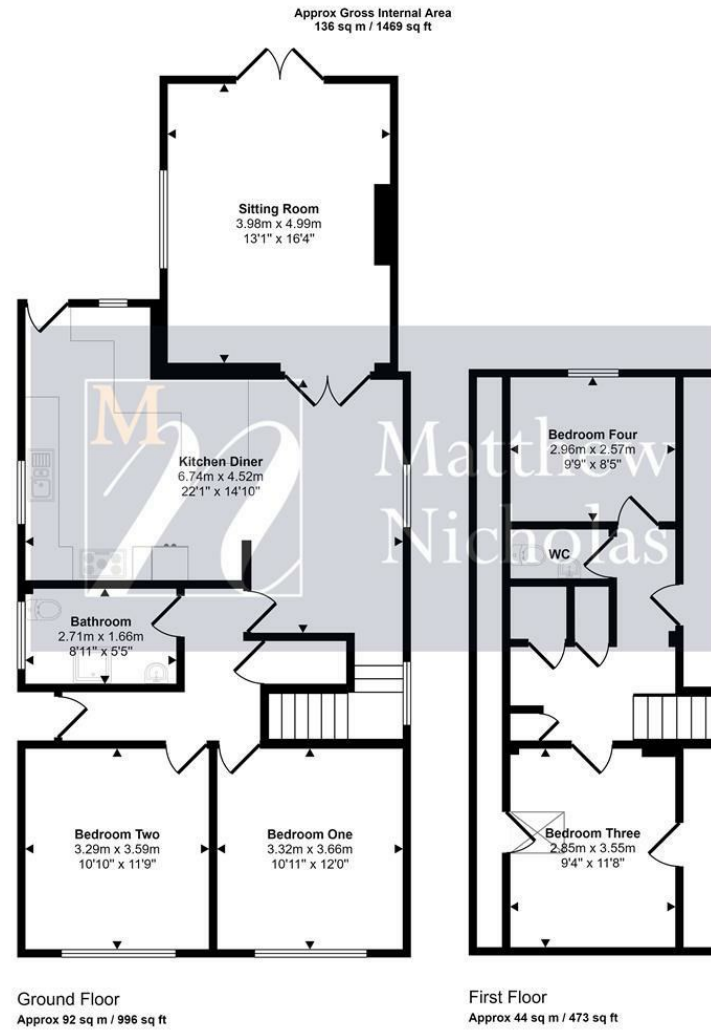 Approx Gross Internal Area
136 sq m / 1469 sq ft
Sitting Room
3.98m x 4.99m
13'1" x 16'4"
M
n
Matthew
Nicholas
Kitchen Diner
6.74m x 4.52m
22'1" x 14'10"
Bedroom Four
2.96m x 2.57m
9'9" x 8'5"
WC
Bathroom
2.71m x 1.66m
8'11" x 5'5"
Bedroom Two
3.29m x 3.59m
10'10" x 11'9"
Bedroom One
3.32m x 3.66m
10'11" x 12'0"
Bedroom Three
2.85m x 3.55m
9'4" x 11'8"
Ground Floor
Approx 92 sq m / 996 sq ft
First Floor
Approx 44 sq m / 473 sq ft